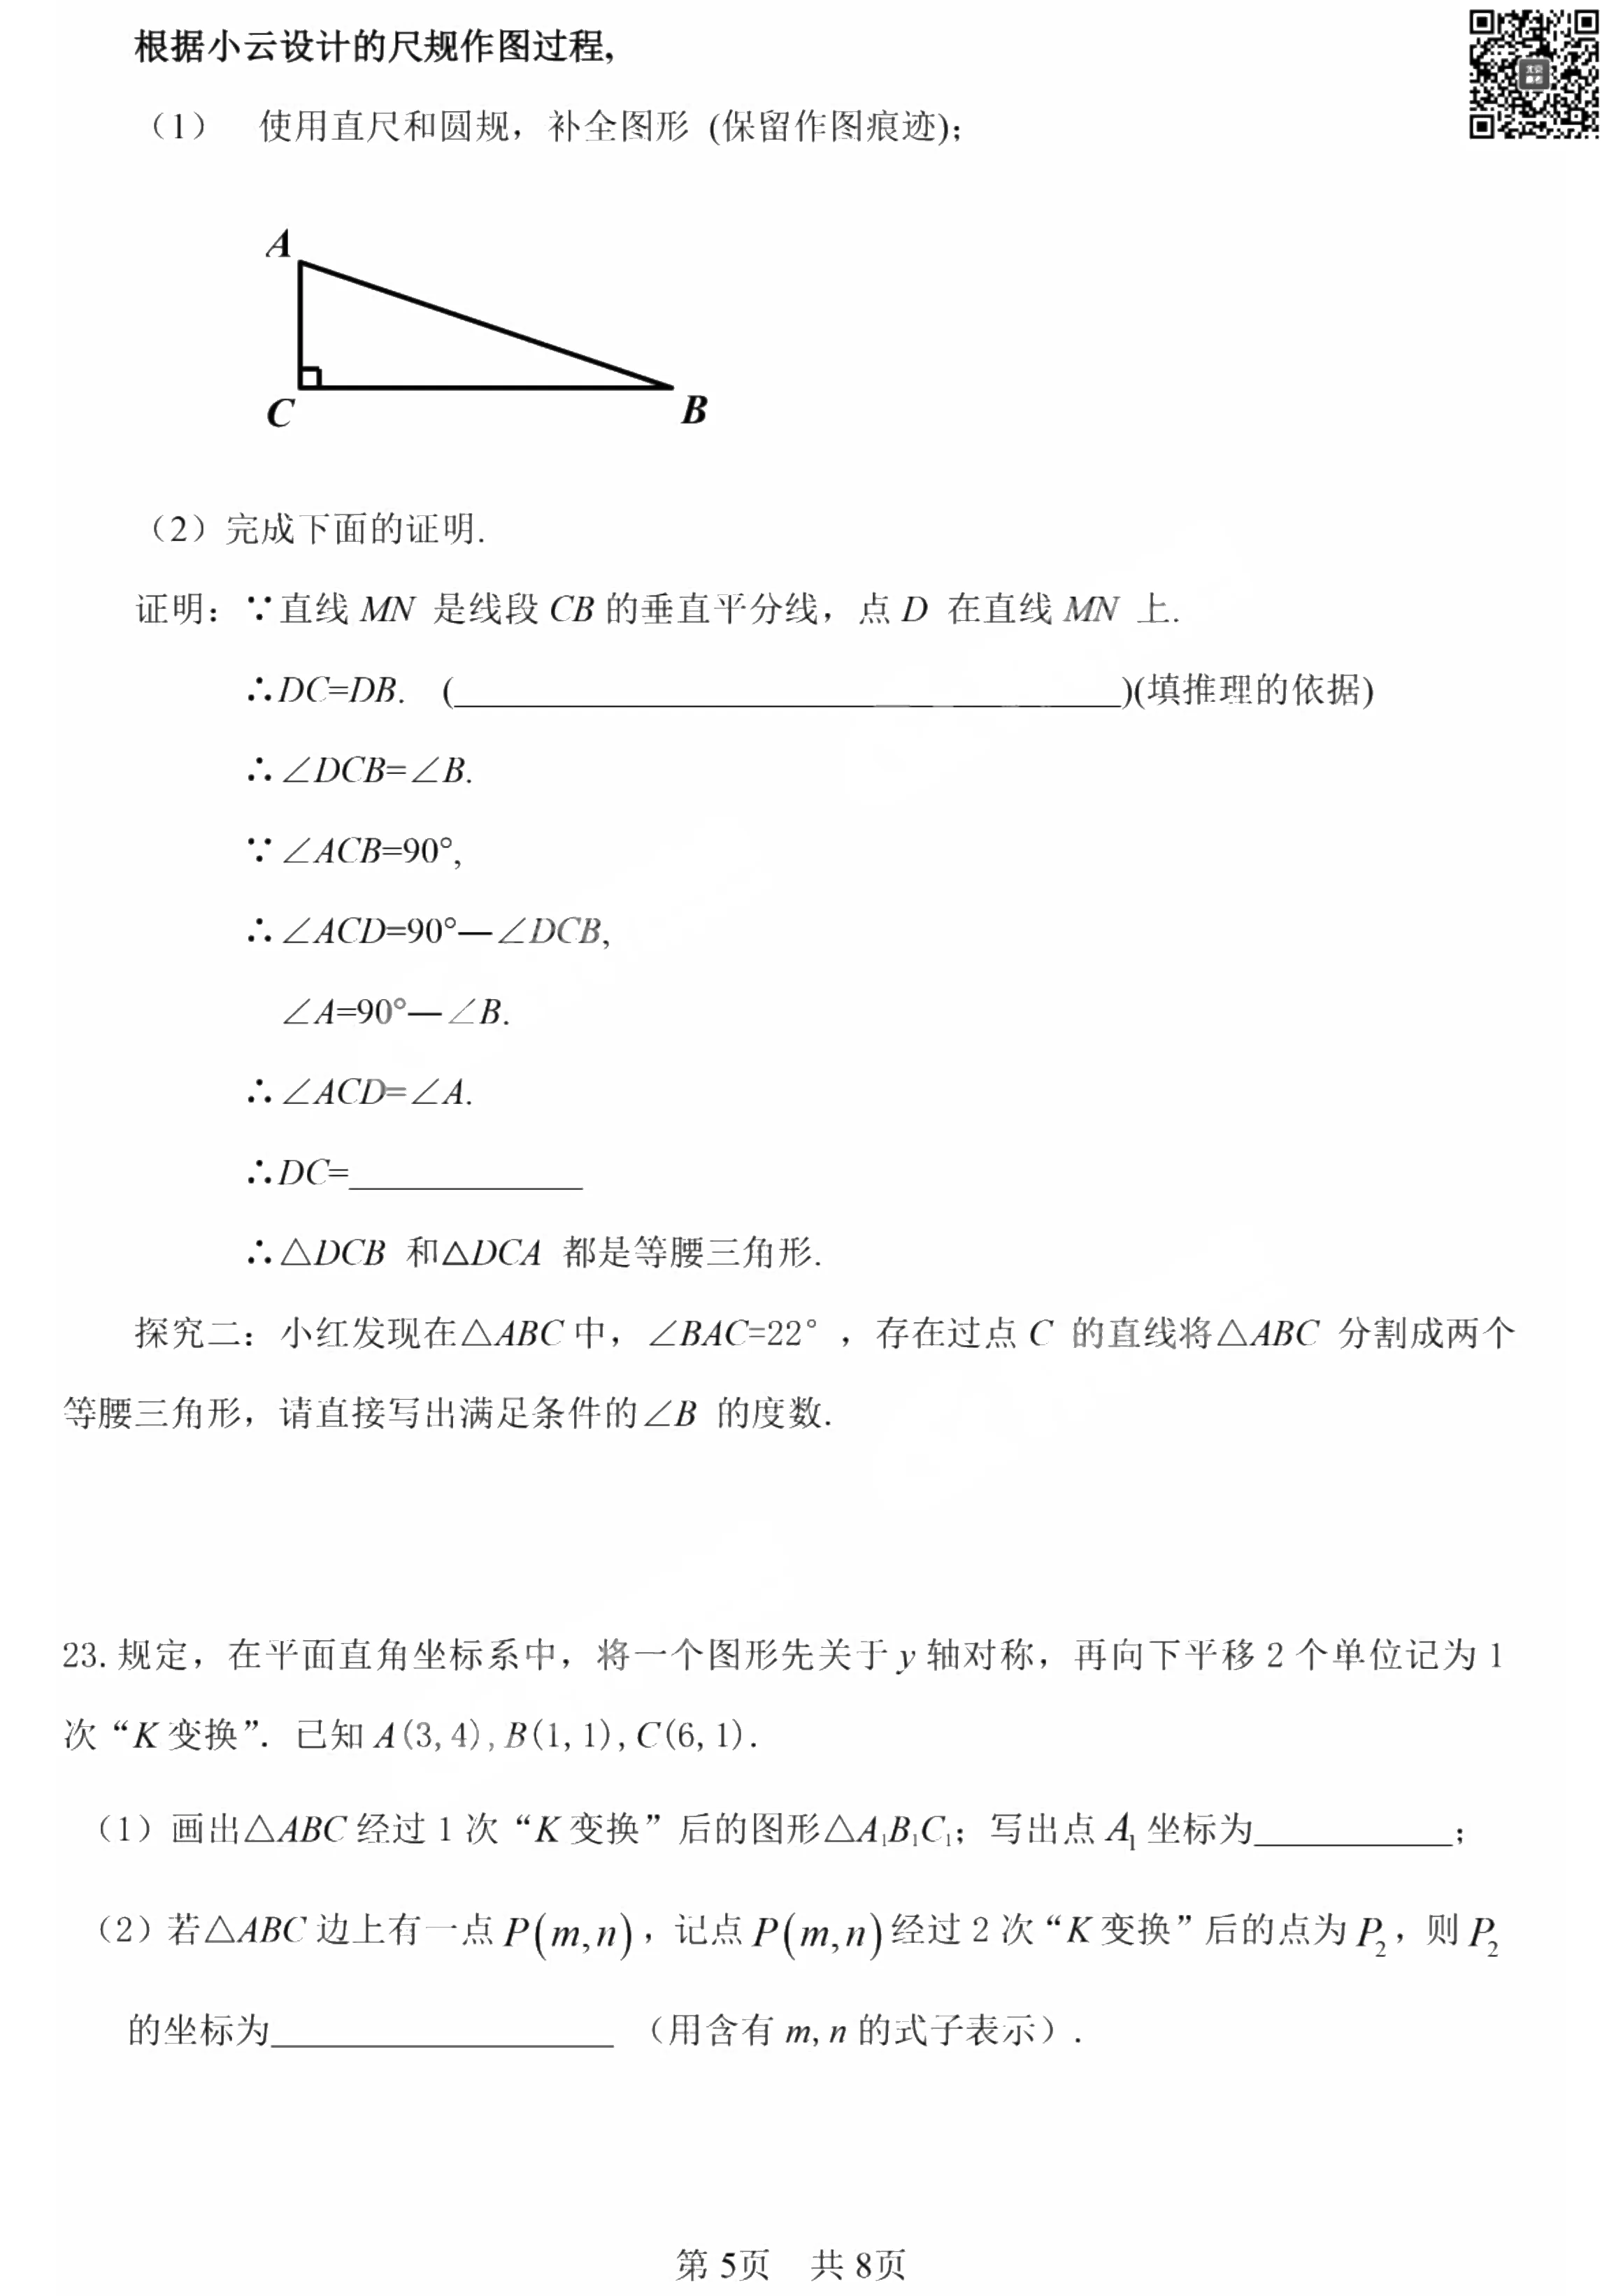 根据小云设计的尺规作图过程,
（1） 使用直尺和圆规，补全图形 (保留作图痕迹);
A
C
B
（2）完成下面的证明.
证明：∵直线 MN 是线段 CB 的垂直平分线，点 D 在直线 MN 上.
∴DC=DB. (____________________)(填推理的依据)
∴∠DCB=∠B.
∵∠ACB=90°,
∴∠ACD=90°—∠DCB,
∠A=90°—∠B.
∴∠ACD=∠A.
∴DC=__________
∴△DCB 和△DCA 都是等腰三角形.
探究二：小红发现在△ABC 中，∠BAC=22°，存在过点 C 的直线将△ABC 分割成两个
等腰三角形，请直接写出满足条件的∠B 的度数.
23.规定，在平面直角坐标系中，将一个图形先关于 y 轴对称，再向下平移 2 个单位记为 1
次“K 变换”. 已知 A(3,4),B(1,1),C(6,1).
（1）画出△ABC 经过 1 次“K 变换”后的图形△A₁B₁C₁；写出点 A₁ 坐标为__________；
（2）若△ABC 边上有一点 P(m,n)，记点 P(m,n) 经过 2 次“K 变换”后的点为 P₂，则 P₂
的坐标为________________ （用含有 m, n 的式子表示）.
第 5页 共 8页